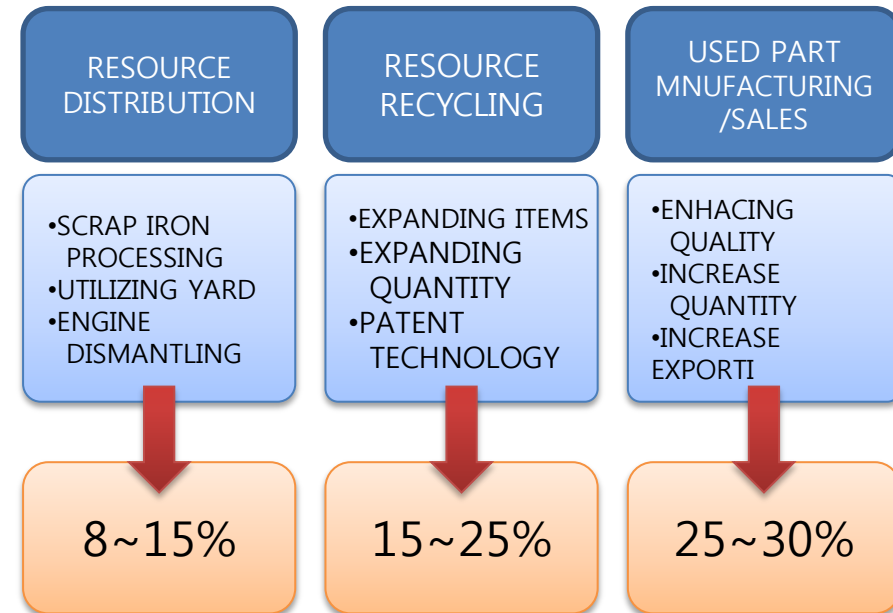 RESOURCE
DISTRIBUTION
•SCRAP IRON
PROCESSING
•UTILIZING YARD
•ENGINE
DISMANTLING
8~15%
RESOURCE
RECYCLING
•EXPANDING ITEMS
•EXPANDING
QUANTITY
•PATENT
TECHNOLOGY
15~25%
USED PART
MNUFACTURING
/SALES
•ENHACING
QUALITY
•INCREASE
QUANTITY
•INCREASE
EXPORTI
25~30%